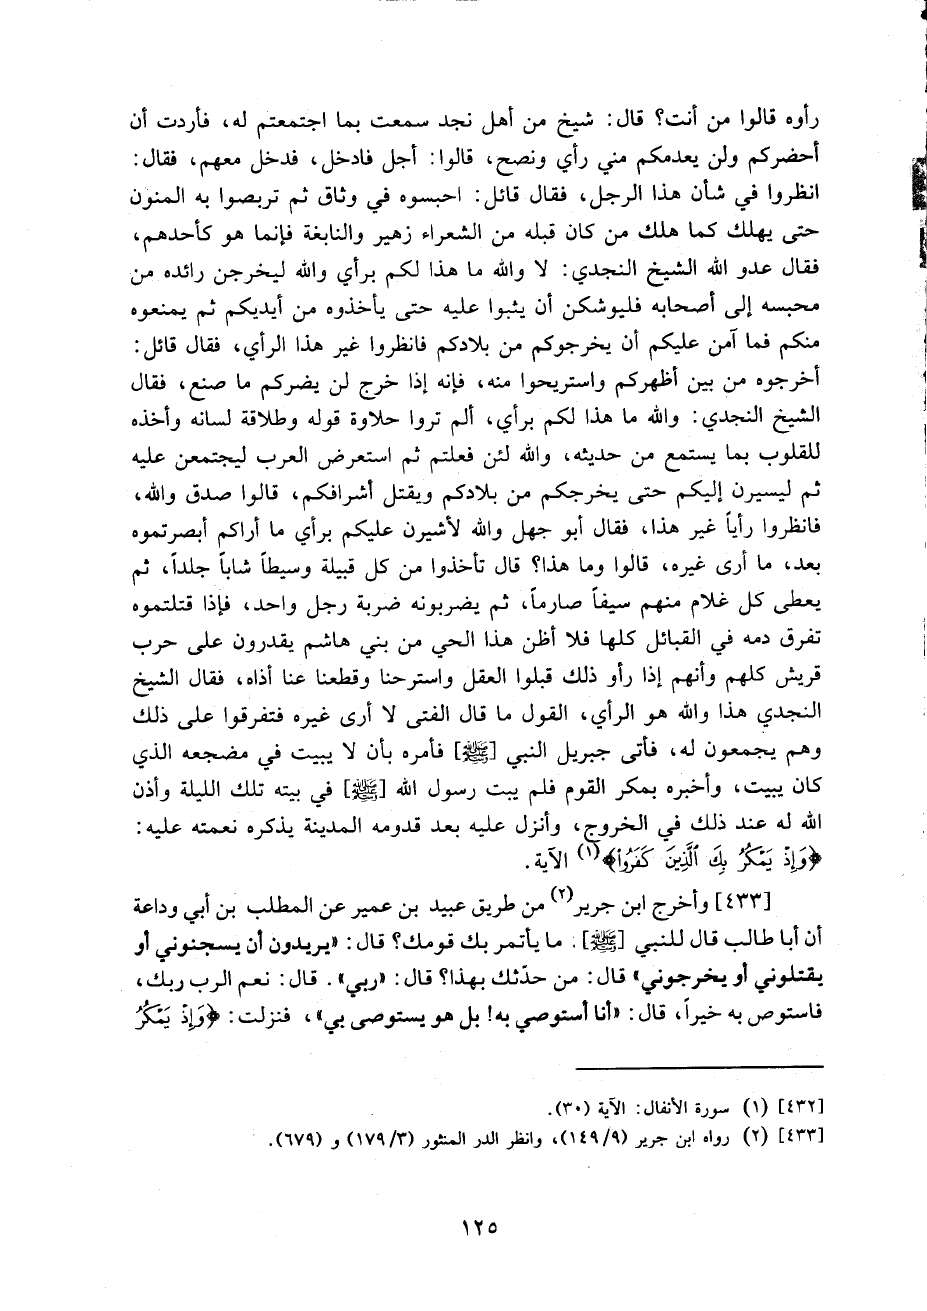 رأوه قالوا من أنت؟ قال: شيخ من أهل نجد سمعت بما اجتمعتم له، فأردت أن
أحضركم ولن يعدمكم مني رأي ونصح، قالوا: أجل فادخل، فدخل معهم، فقال:
انظروا في شأن هذا الرجل، فقال قائل: احبسوه في وثاق ثم تربصوا به المنون
حتى يهلك كما هلك من كان قبله من الشعراء زهير والنابغة فإنما هو كأحدهم،
فقال عدو الله الشيخ النجدي: لا والله ما هذا لكم برأي والله ليخرجن رائده من
محبسه إلى أصحابه فليوشكن أن يثبوا عليه حتى يأخذوه من أيديكم ثم يمنعوه
منكم فما آمن عليكم أن يخرجوكم من بلادكم فانظروا غير هذا الرأي، فقال قائل:
أخرجوه من بين أظهركم واستريحوا منه، فإنه إذا خرج لن يضركم ما صنع، فقال
الشيخ النجدي: والله ما هذا لكم برأي، ألم تروا حلاوة قوله وطلاقة لسانه وأخذه
للقلوب بما يستمع من حديثه، والله لئن فعلتم ثم استعرض العرب ليجتمعن عليه
ثم ليسيرن إليكم حتى يخرجكم من بلادكم ويقتل أشرافكم، قالوا صدق والله،
فانظروا رأياً غير هذا، فقال أبو جهل والله لأشيرن عليكم برأي ما أراكم أبصرتموه
بعد، ما أرى غيره، قالوا وما هذا؟ قال تأخذوا من كل قبيلة وسيطاً شاباً جلداً، ثم
يعطى كل غلام منهم سيفاً صارماً، ثم يضربونه ضربة رجل واحد، فإذا قتلتموه
تفرق دمه في القبائل كلها فلا أظن هذا الحي من بني هاشم يقدرون على حرب
قريش كلهم وأنهم إذا رأو ذلك قبلوا العقل واسترحنا وقطعنا عنا أذاه، فقال الشيخ
النجدي هذا والله هو الرأي، القول ما قال الفتى لا أرى غيره فتفرقوا على ذلك
وهم يجمعون له، فأتى جبريل النبي [ﷺ] فأمره بأن لا يبيت في مضجعه الذي
كان يبيت، وأخبره بمكر القوم فلم يبت رسول الله [ﷺ] في بيته تلك الليلة وأذن
الله له عند ذلك في الخروج، وأنزل عليه بعد قدومه المدينة يذكره نعمته عليه:
﴿وَإِذْ يَمْكُرُ بِكَ ٱلَّذِينَ كَفَرُواْ﴾(١) الآية.
[٤٣٣] وأخرج ابن جرير(٢) من طريق عبيد بن عمير عن المطلب بن أبي وداعة
أن أبا طالب قال للنبي [ﷺ]. ما يأتمر بك قومك؟ قال: «يريدون أن يسجنوني أو
يقتلوني أو يخرجوني» قال: من حدّثك بهذا؟ قال: «ربي». قال: نعم الرب ربك،
فاستوص به خيراً، قال: «أنا أستوصي به! بل هو يستوصى بي»، فنزلت: ﴿وَإِذْ يَمْكُرُ
[٤٣٢] (١) سورة الأنفال: الآية (٣٠).
[٤٣٣] (٢) رواه ابن جرير (١٤٩/٩)، وانظر الدر المنثور (١٧٩/٣) و (٦٧٩).
١٢٥